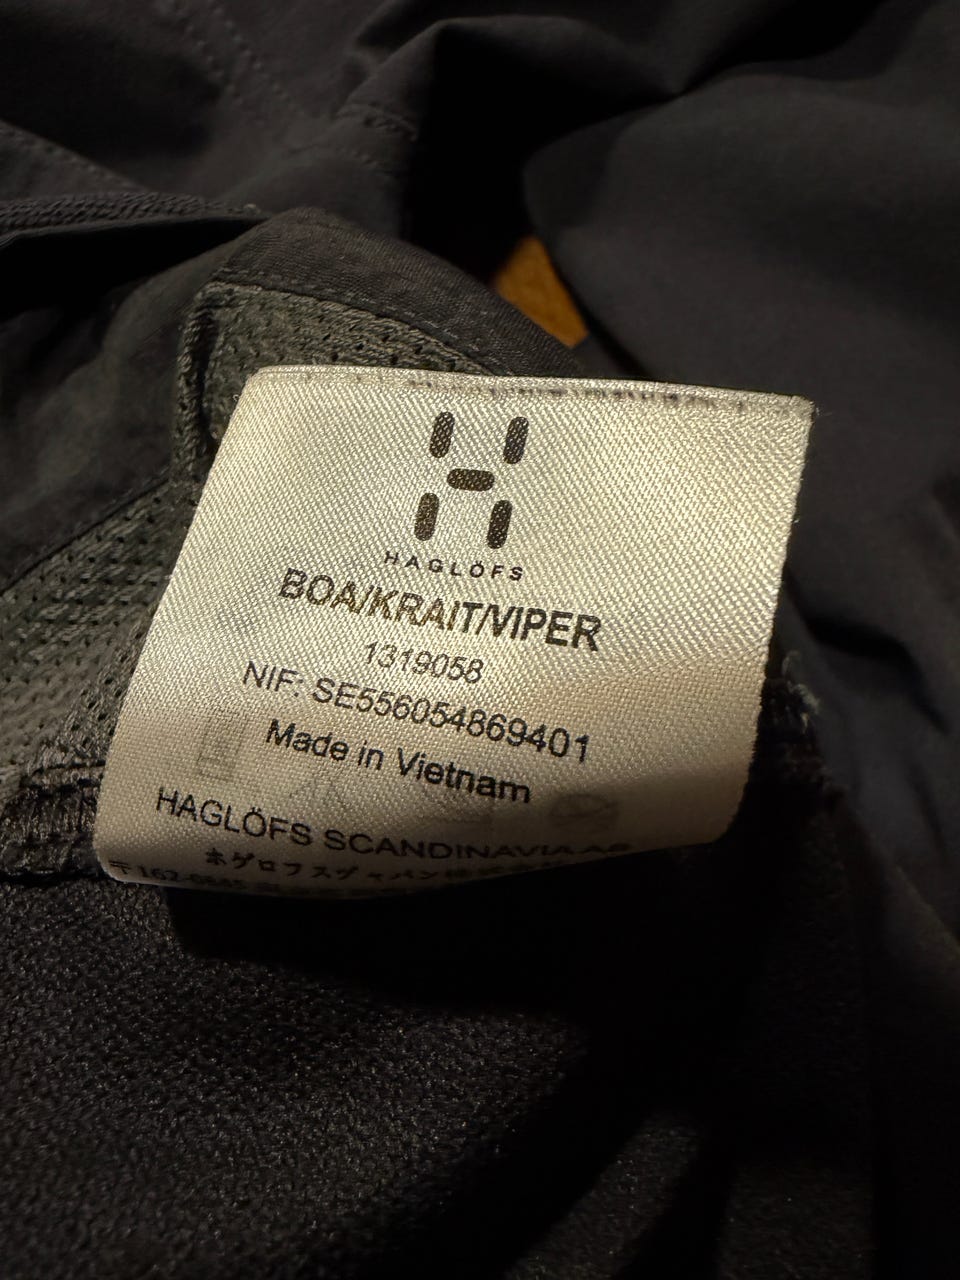 HAGLÖFS
BOA/KRAIT/VIPER
1319058
NIF: SE556054869401
Made in Vietnam
HAGLÖFS SCANDINAVIA AB